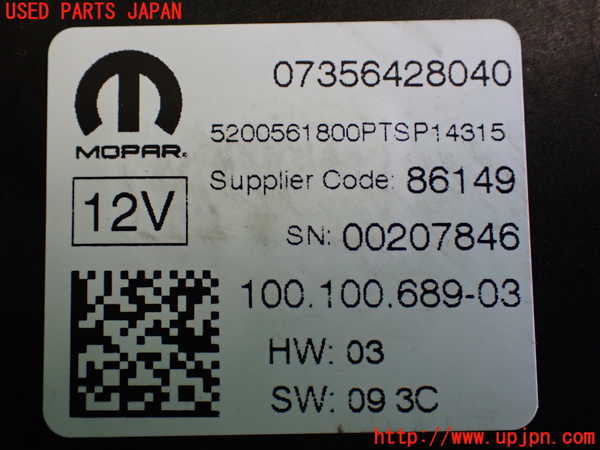 USED PARTS JAPAN
07356428040
MOPAR
5200561800PTSP14315
Supplier Code: 86149
12V
SN: 00207846
100.100.689-03
HW: 03
SW: 09 3C
http://www.upjpn.com